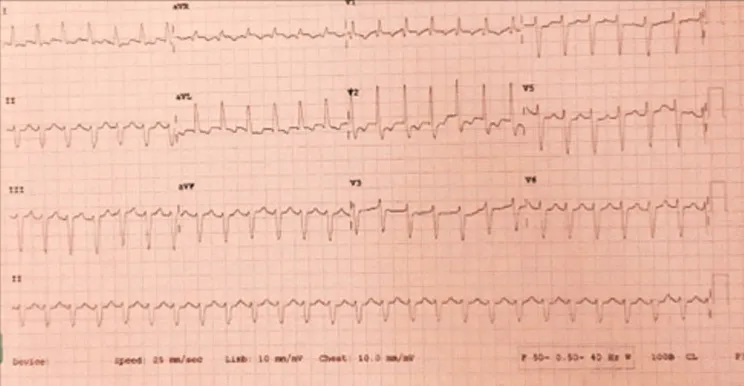 I aVR V1
II aVL V2 V5
III aVF V3 V6
II
Device: Speed: 25 mm/sec Limb: 10 mm/mV Chest: 10.0 mm/mV F 50~ 0.50- 40 Hz W 100B CL P